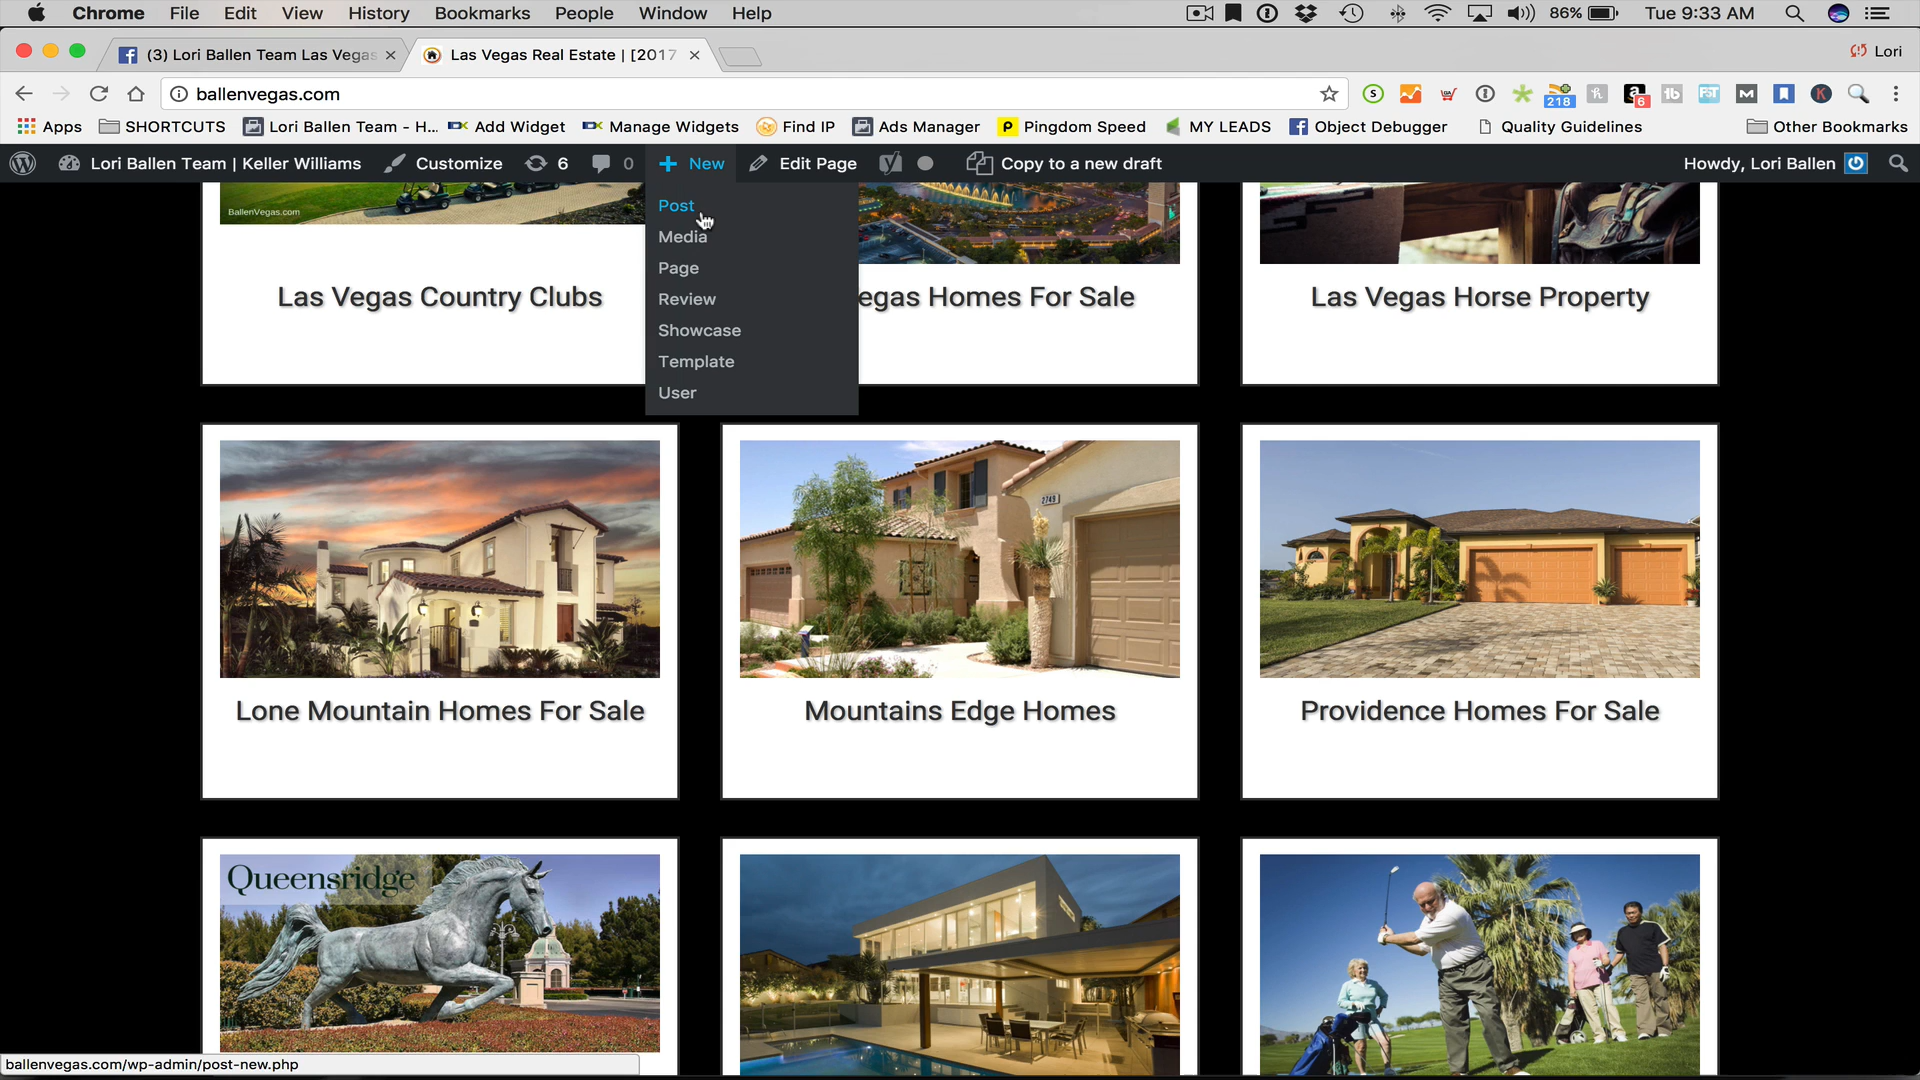 Chrome File Edit View History Bookmarks People Window Help 86% Tue 9:33 AM
(3) Lori Ballen Team Las Vegas Las Vegas Real Estate | [2017 Lori
ballenvegas.com 218 6
Apps SHORTCUTS Lori Ballen Team - H... Add Widget Manage Widgets Find IP Ads Manager Pingdom Speed MY LEADS Object Debugger Quality Guidelines Other Bookmarks
Lori Ballen Team | Keller Williams Customize 6 0 New Edit Page Copy to a new draft Howdy, Lori Ballen
Post
Media
Page
Review
Showcase
Template
User
BallenVegas.com
Las Vegas Country Clubs
egas Homes For Sale
Las Vegas Horse Property
2749
Lone Mountain Homes For Sale
Mountains Edge Homes
Providence Homes For Sale
Queensridge
ballenvegas.com/wp-admin/post-new.php